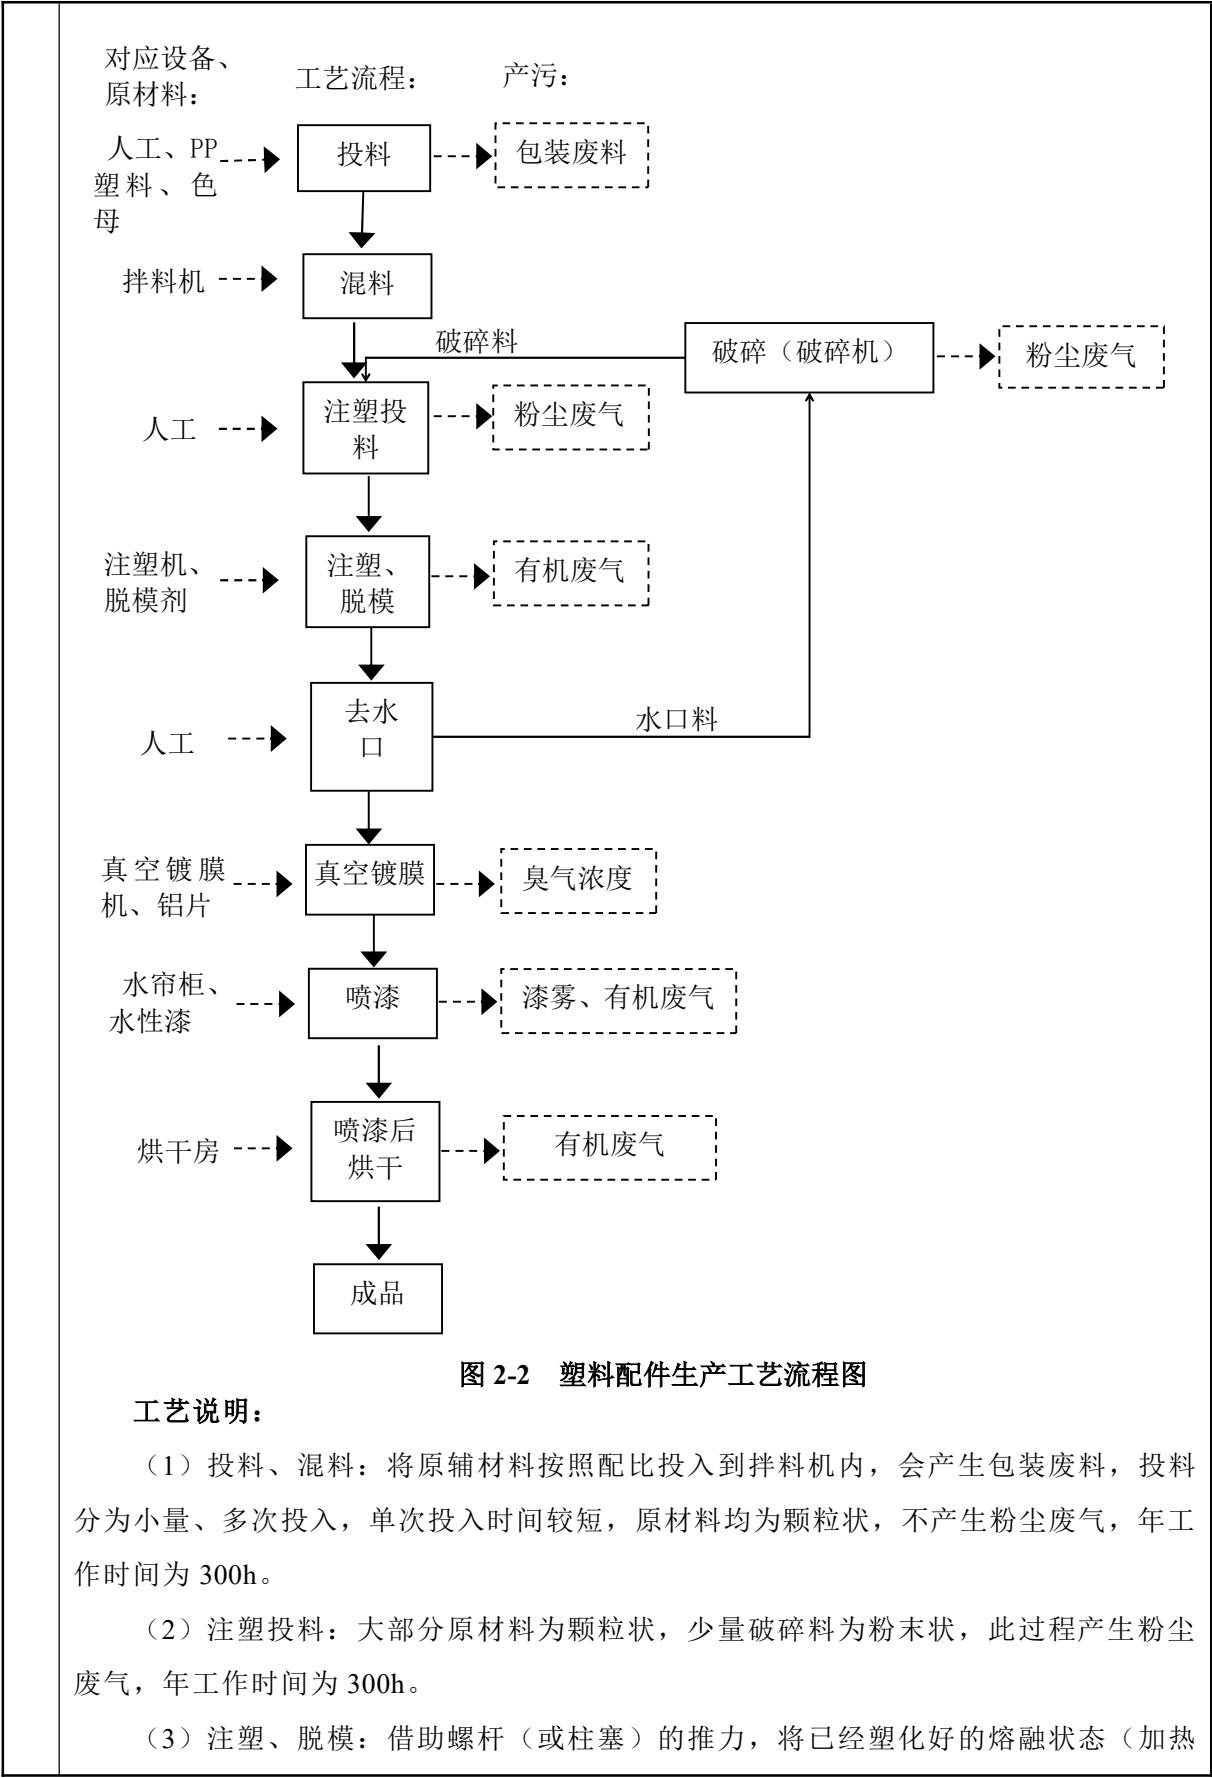 对应设备、
原材料：
工艺流程：
产污：
人工、PP
塑料、色
母
投料
包装废料
拌料机
混料
破碎料
破碎（破碎机）
粉尘废气
人工
注塑投
料
粉尘废气
注塑机、
脱模剂
注塑、
脱模
有机废气
人工
去水
口
水口料
真空镀膜
机、铝片
真空镀膜
臭气浓度
水帘柜、
水性漆
喷漆
漆雾、有机废气
烘干房
喷漆后
烘干
有机废气
成品
图 2-2 塑料配件生产工艺流程图
工艺说明：
（1）投料、混料：将原辅材料按照配比投入到拌料机内，会产生包装废料，投料
分为小量、多次投入，单次投入时间较短，原材料均为颗粒状，不产生粉尘废气，年工
作时间为 300h。
（2）注塑投料：大部分原材料为颗粒状，少量破碎料为粉末状，此过程产生粉尘
废气，年工作时间为 300h。
（3）注塑、脱模：借助螺杆（或柱塞）的推力，将已经塑化好的熔融状态（加热